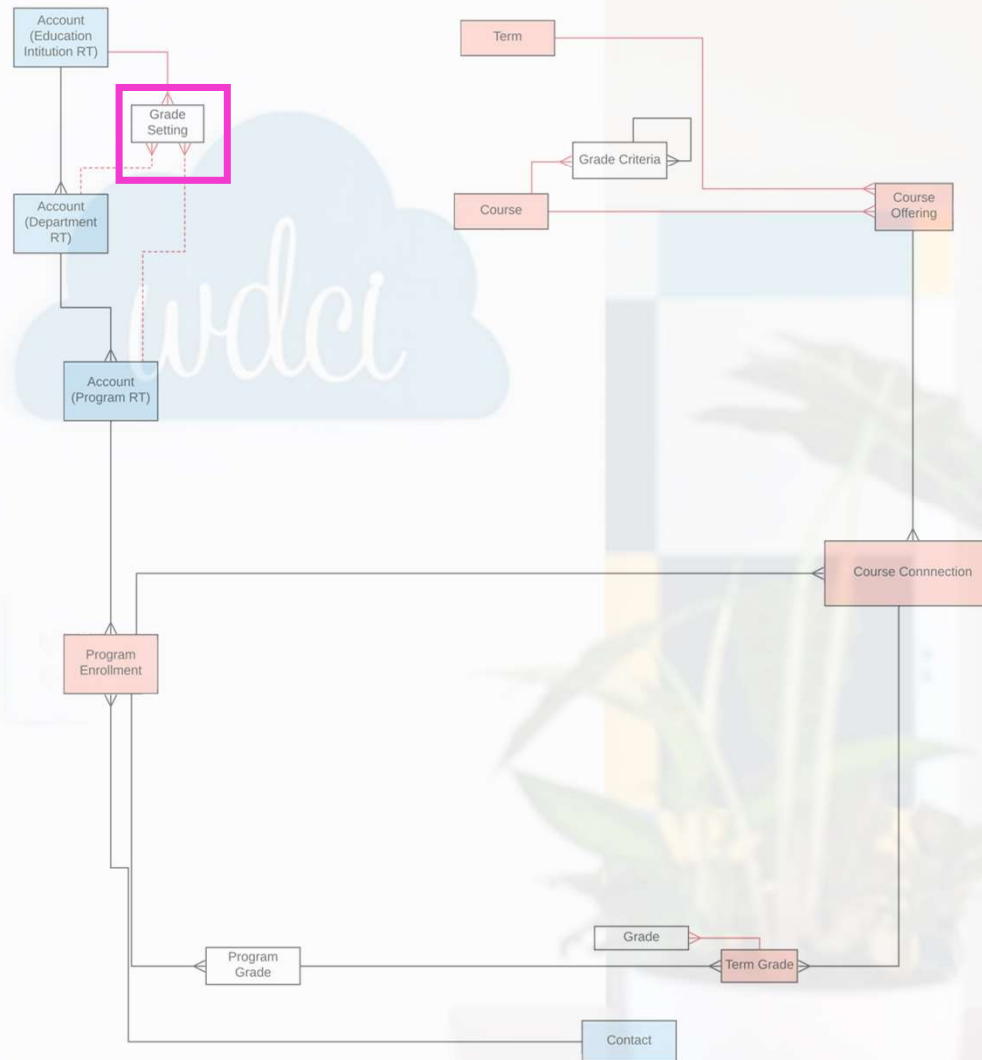 Account
(Education
Intitution RT)
Term
Grade
Setting
Grade Criteria
Account
(Department
RT)
Course
Course
Offering
wdci
Account
(Program RT)
Course Connnection
Program
Enrollment
Grade
Program
Grade
Term Grade
Contact